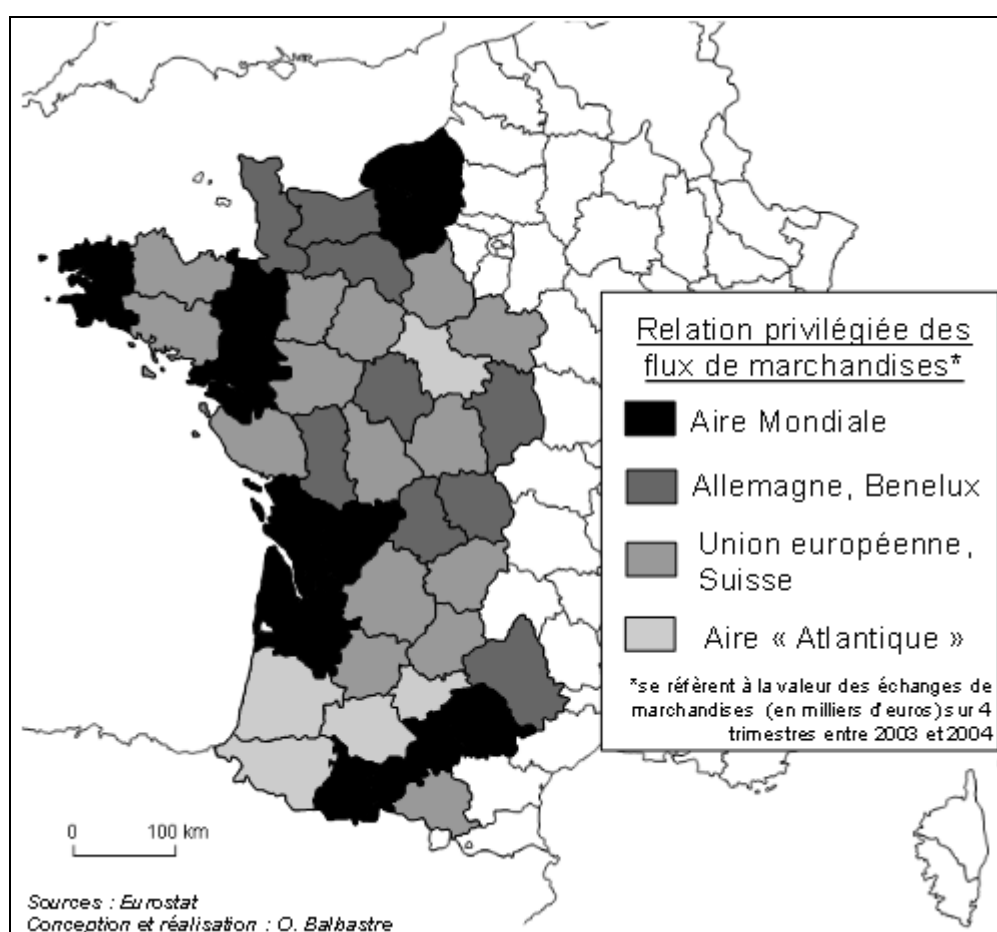 Relation privilégiée des
flux de marchandises*
Aire Mondiale
Allemagne, Benelux
Union européenne,
Suisse
Aire « Atlantique »
*se réfèrent à la valeur des échanges de
marchandises (en milliers d'euros) sur 4
trimestres entre 2003 et 2004
0 100 km
Sources : Eurostat
Conception et réalisation : O. Balbastre